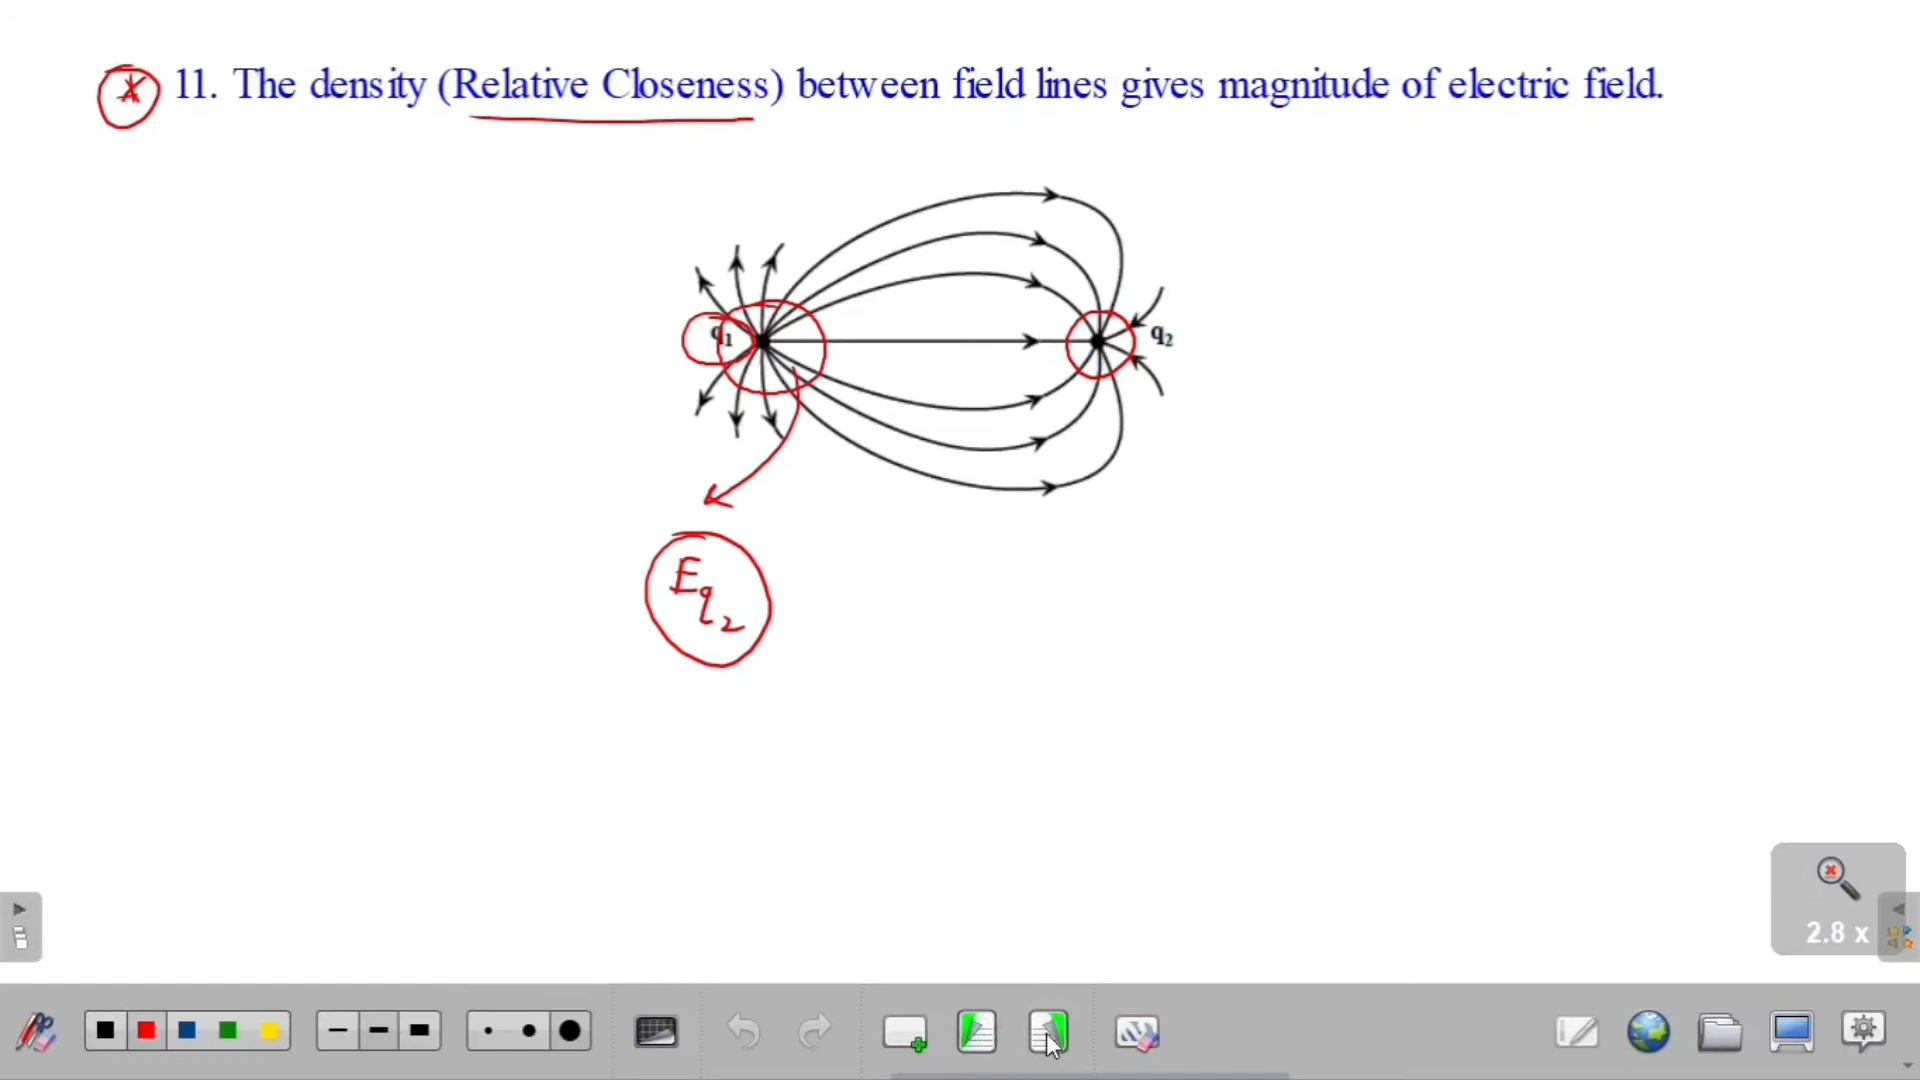 11. The density (Relative Closeness) between field lines gives magnitude of electric field.
q1 q2
Eq2
2.8 x